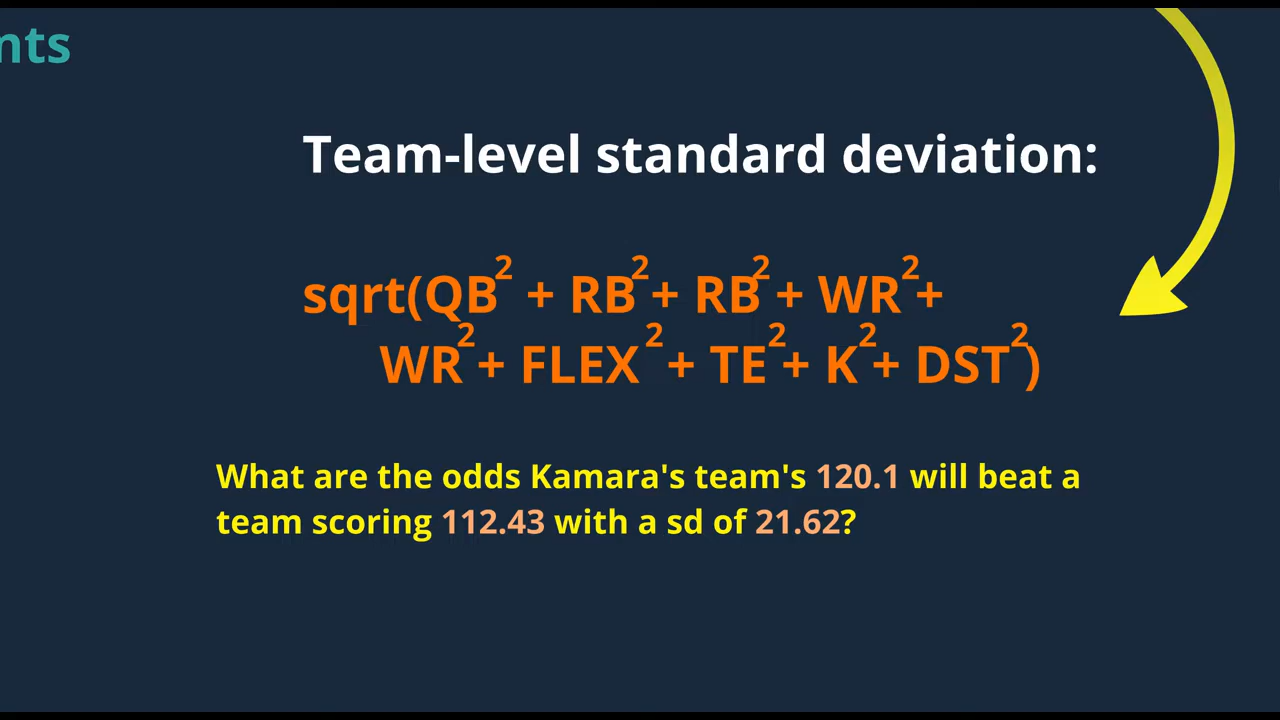 nts
Team-level standard deviation:
sqrt(QB² + RB² + RB² + WR² +
WR² + FLEX² + TE² + K² + DST²)
What are the odds Kamara's team's 120.1 will beat a
team scoring 112.43 with a sd of 21.62?